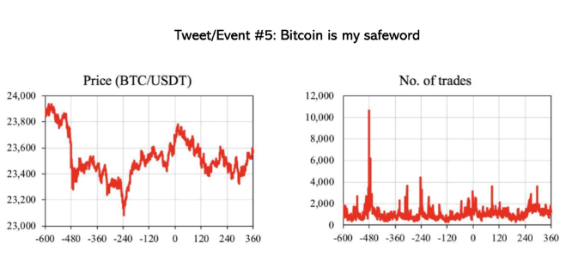 Tweet/Event #5: Bitcoin is my safeword
Price (BTC/USDT)
24,000
23,800
23,600
23,400
23,200
23,000
-600 -480 -360 -240 -120 0 120 240 360
No. of trades
12,000
10,000
8,000
6,000
4,000
2,000
0
-600 -480 -360 -240 -120 0 120 240 360